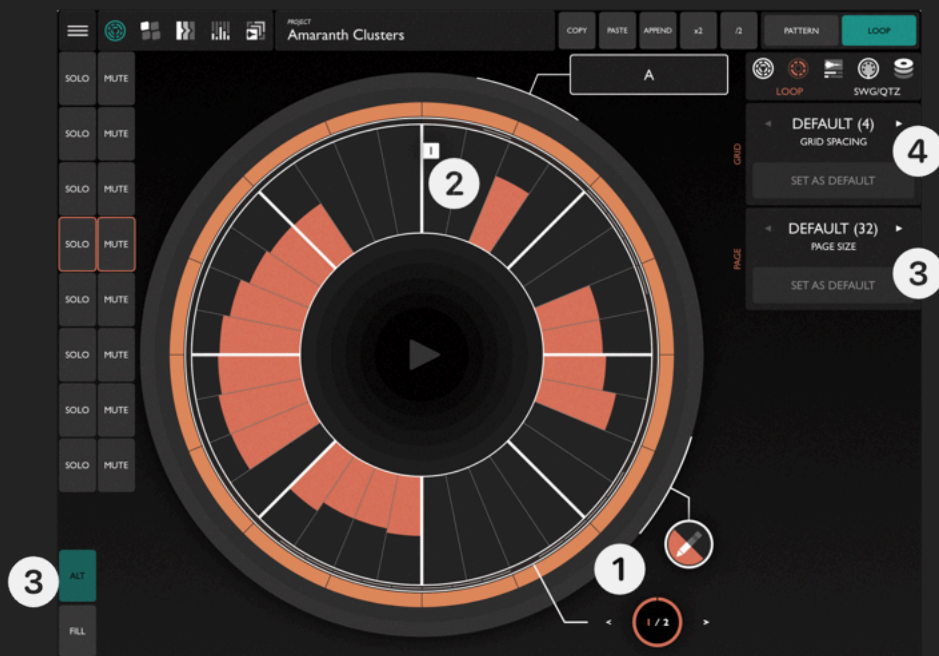 PROJECT
Amaranth Clusters
COPY
PASTE
APPEND
x2
/2
PATTERN
LOOP
SOLO MUTE
SOLO MUTE
SOLO MUTE
SOLO MUTE
SOLO MUTE
SOLO MUTE
SOLO MUTE
SOLO MUTE
ALT
FILL
3
A
1
2
1
< 1 / 2 >
LOOP
SWG/QTZ
GRID
DEFAULT (4)
GRID SPACING
SET AS DEFAULT
4
PAGE
DEFAULT (32)
PAGE SIZE
SET AS DEFAULT
3